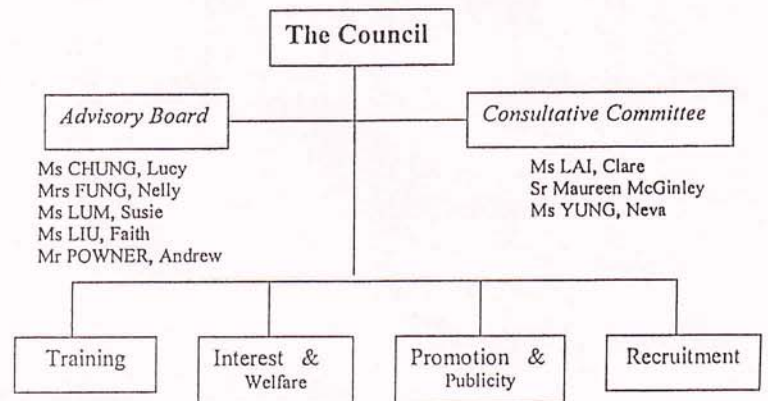 The Council
Advisory Board
Ms CHUNG, Lucy
Mrs FUNG, Nelly
Ms LUM, Susie
Ms LIU, Faith
Mr POWNER, Andrew
Consultative Committee
Ms LAI, Clare
Sr Maureen McGinley
Ms YUNG, Neva
Training
Interest &
Welfare
Promotion &
Publicity
Recruitment